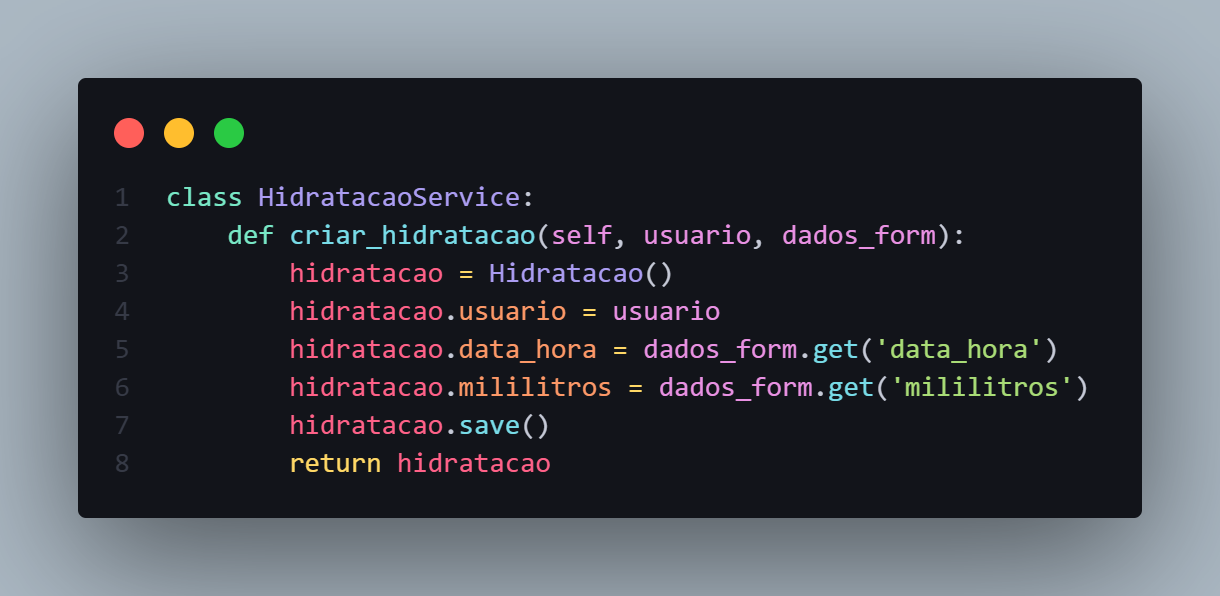 1 class HidratacaoService:
2     def criar_hidratacao(self, usuario, dados_form):
3         hidratacao = Hidratacao()
4         hidratacao.usuario = usuario
5         hidratacao.data_hora = dados_form.get('data_hora')
6         hidratacao.mililitros = dados_form.get('mililitros')
7         hidratacao.save()
8         return hidratacao